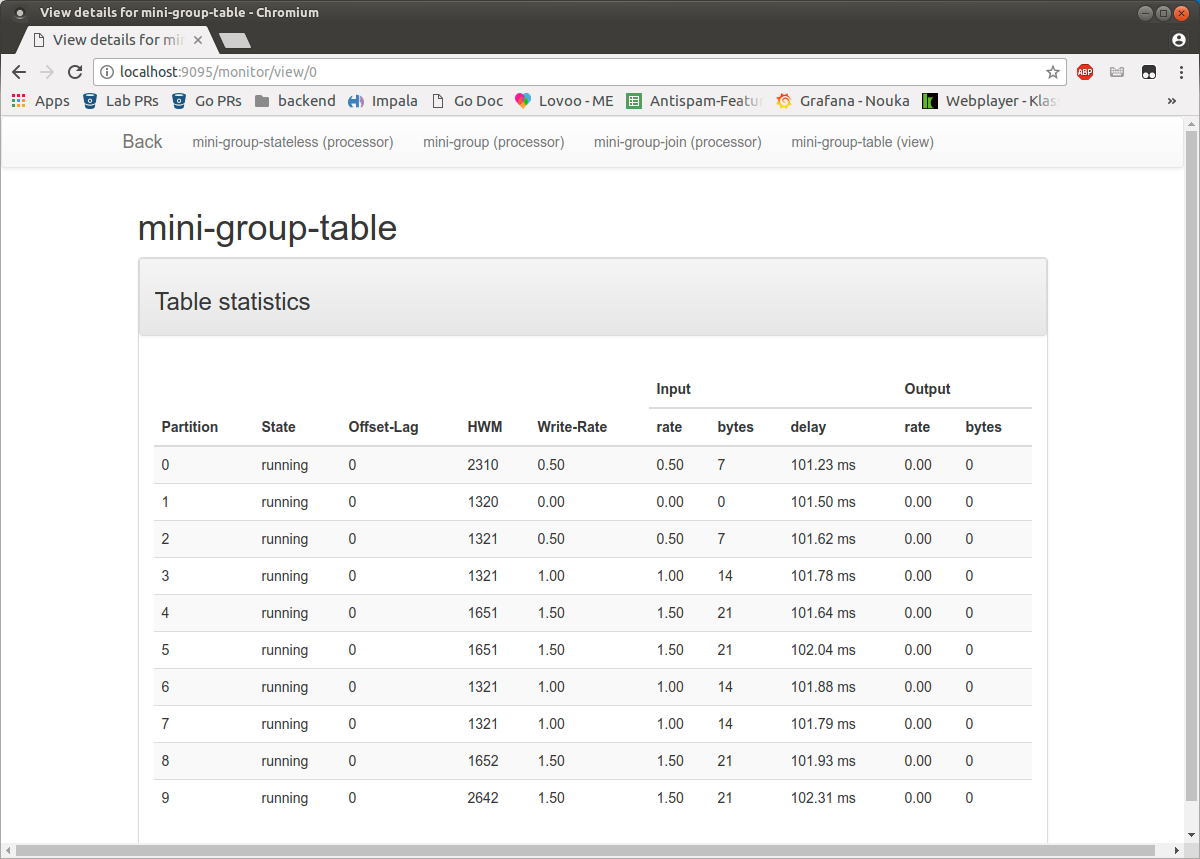 View details for mini-group-table - Chromium
View details for mi
localhost:9095/monitor/view/0
ABP
Apps Lab PRs Go PRs backend Impala Go Doc Lovoo - ME Antispam-Featu Grafana - Nouka Webplayer - Klas »
Back mini-group-stateless (processor) mini-group (processor) mini-group-join (processor) mini-group-table (view)
mini-group-table
Table statistics
Input Output
Partition State Offset-Lag HWM Write-Rate rate bytes delay rate bytes
0 running 0 2310 0.50 0.50 7 101.23 ms 0.00 0
1 running 0 1320 0.00 0.00 0 101.50 ms 0.00 0
2 running 0 1321 0.50 0.50 7 101.62 ms 0.00 0
3 running 0 1321 1.00 1.00 14 101.78 ms 0.00 0
4 running 0 1651 1.50 1.50 21 101.64 ms 0.00 0
5 running 0 1651 1.50 1.50 21 102.04 ms 0.00 0
6 running 0 1321 1.00 1.00 14 101.88 ms 0.00 0
7 running 0 1321 1.00 1.00 14 101.79 ms 0.00 0
8 running 0 1652 1.50 1.50 21 101.93 ms 0.00 0
9 running 0 2642 1.50 1.50 21 102.31 ms 0.00 0